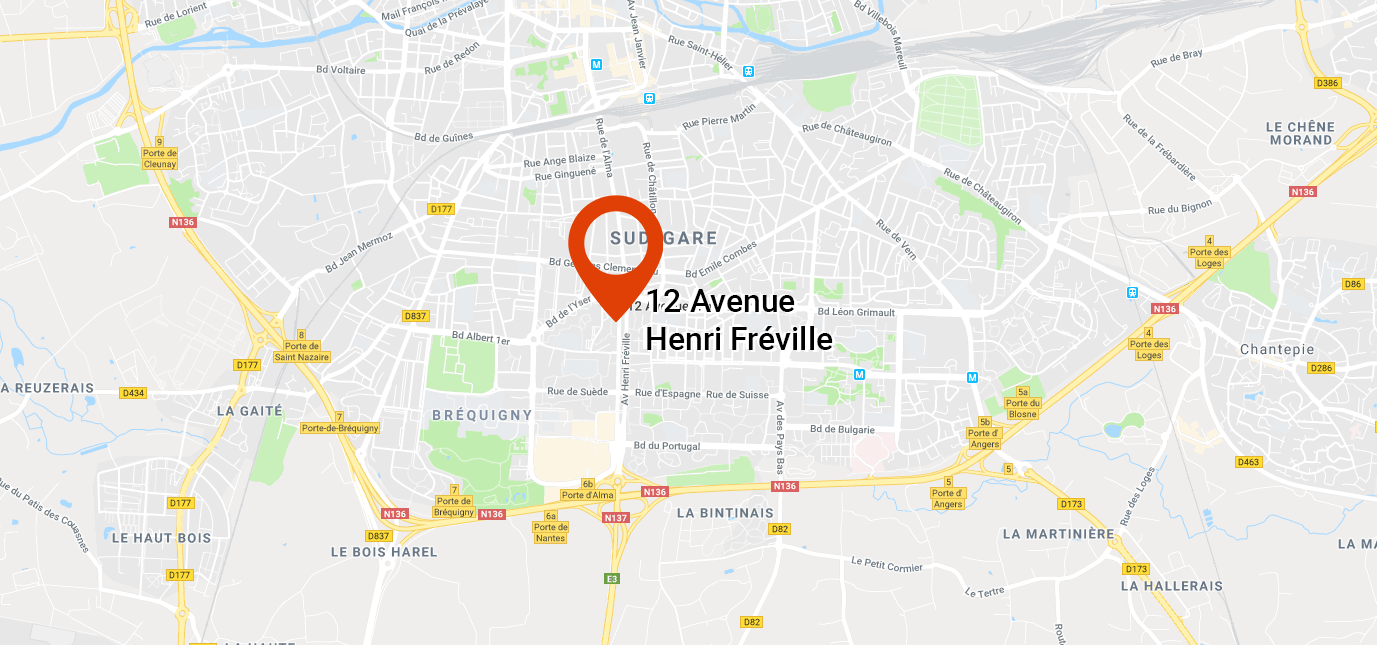 Rue de Lorient
Mail François M
Quai de la Prévalaye
Av Jean Janvier
Bd Villebois Mareuil
Rue Saint-Hélier
Bd Voltaire
Rue de Redon
M
Rue de Bray
D386
Bd de Guînes
Rue de l'Alma
Rue Pierre Martin
Rue de Châteaugiron
Rue de la Frébardière
LE CHÊNE
MORAND
9
Porte de
Cleunay
Rue Ange Blaize
Rue Ginguené
Rue de Châtillon
Rue de Châteaugiron
N136
D177
N136
Rue du Bignon
Bd Jean Mermoz
SUD GARE
Rue de Vern
4
Porte des
Loges
Bd Emile Combes
D86
12 Avenue
Henri Fréville
D837
Bd de l'Yser
Bd Léon Grimault
N136
8
Porte de
Saint Nazaire
Bd Albert 1er
Av Henri Fréville
4
Porte des
Loges
Chantepie
D177
D286
M
M
A REUZERAIS
D434
Rue de Suède
Rue d'Espagne
Rue de Suisse
5a
Porte du
Blosne
LA GAITÉ
BRÉQUIGNY
7
Porte-de-Bréquigny
Av des Pays Bas
Bd de Bulgarie
5b
Porte d'
Angers
Bd du Portugal
D463
5
6b
Porte d'Alma
N136
N136
5
Porte d'
Angers
7
Porte de
Bréquigny
Rue des Loges
ue du Patis des Couasnes
D177
N136
N136
6a
Porte de
Nantes
N137
LA BINTINAIS
D173
D82
LE HAUT BOIS
D837
LE BOIS HAREL
LA MARTINIÈRE
LA MA
Le Petit Cormier
D177
E3
D173
LA HALLERAIS
Le Tertre
D82
Rout
LA HAUTE